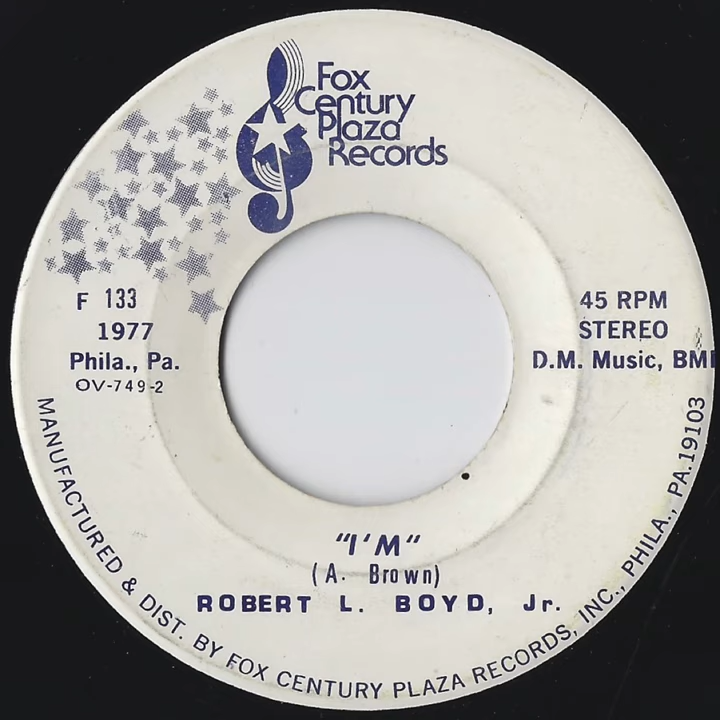 Fox
Century
Plaza
Records
F 133
1977
Phila., Pa.
OV-749-2
45 RPM
STEREO
D.M. Music, BMI
"I'M"
(A. Brown)
ROBERT L. BOYD, Jr.
MANUFACTURED & DIST. BY FOX CENTURY PLAZA RECORDS, INC., PHILA., PA. 19103